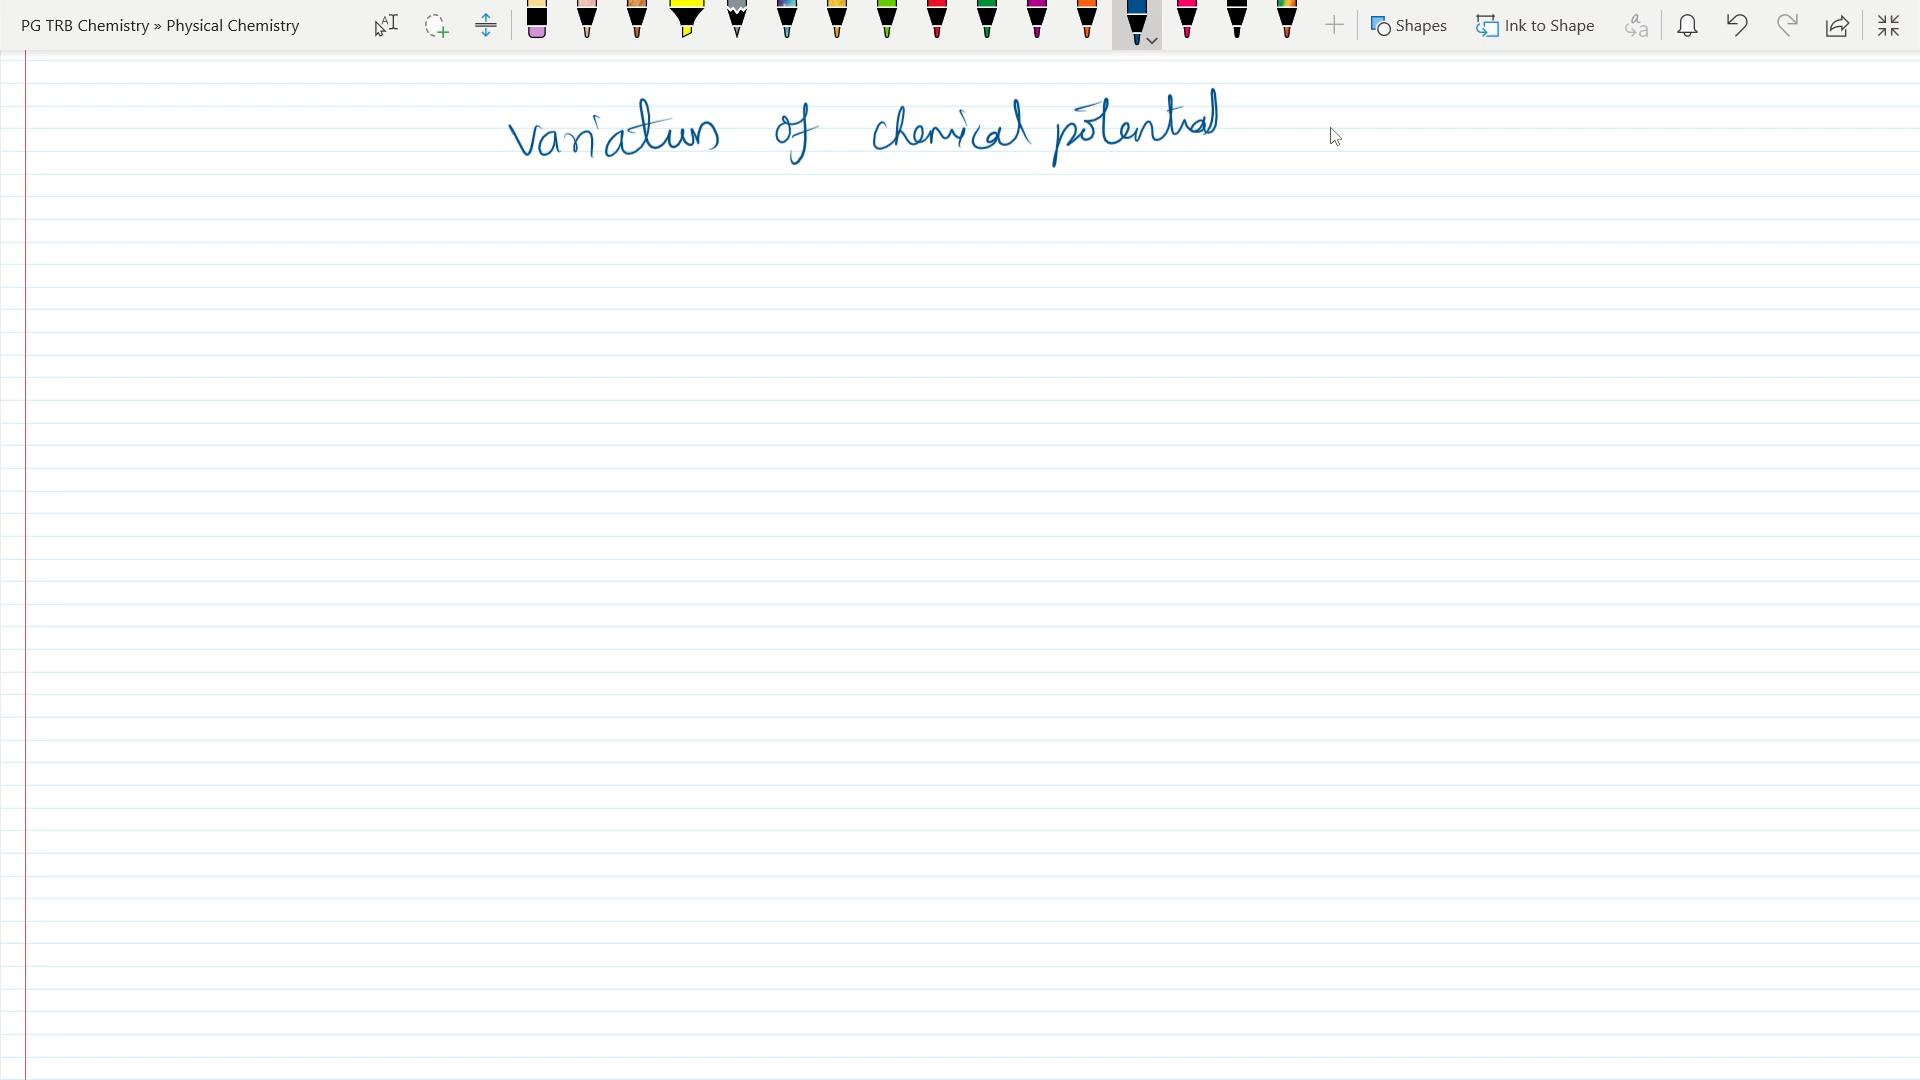 PG TRB Chemistry » Physical Chemistry Shapes Ink to Shape
Variation of chemical potential